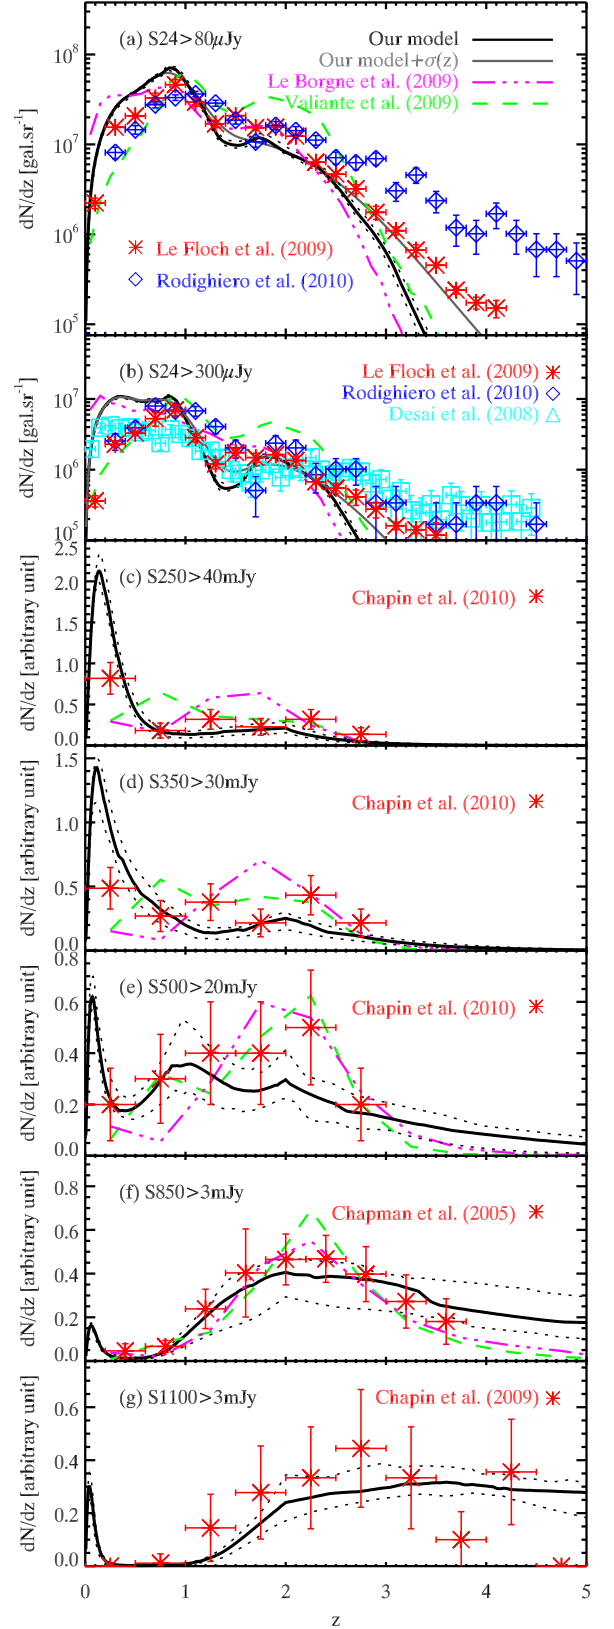 (a) S24>80μJy
Our model
Our model+σ(z)
Le Borgne et al. (2009)
Valiante et al. (2009)
10⁸
10⁷
10⁶
10⁵
dN/dz [gal.sr⁻¹]
Le Floch et al. (2009)
Rodighiero et al. (2010)
(b) S24>300μJy
Le Floch et al. (2009)
Rodighiero et al. (2010)
Desai et al. (2008)
10⁷
10⁶
10⁵
dN/dz [gal.sr⁻¹]
(c) S250>40mJy
Chapin et al. (2010)
2.5
2.0
1.5
1.0
0.5
0.0
dN/dz [arbitrary unit]
(d) S350>30mJy
Chapin et al. (2010)
1.5
1.0
0.5
0.0
dN/dz [arbitrary unit]
(e) S500>20mJy
Chapin et al. (2010)
0.8
0.6
0.4
0.2
0.0
dN/dz [arbitrary unit]
(f) S850>3mJy
Chapman et al. (2005)
0.8
0.6
0.4
0.2
0.0
dN/dz [arbitrary unit]
(g) S1100>3mJy
Chapin et al. (2009)
0.6
0.4
0.2
0.0
dN/dz [arbitrary unit]
0 1 2 3 4 5
z